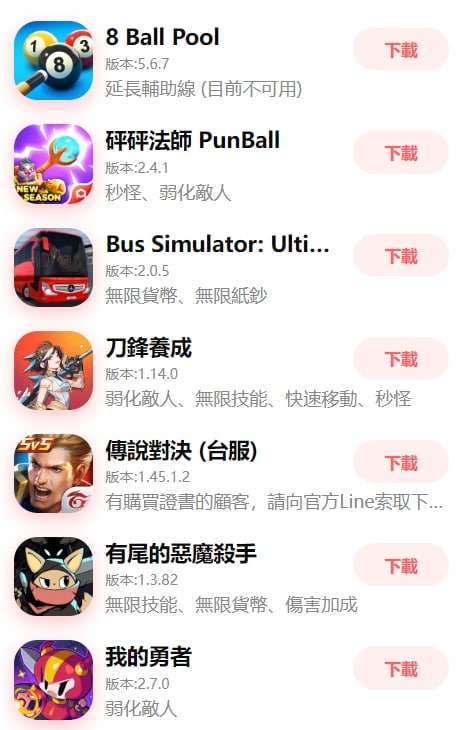 8 Ball Pool
版本:5.6.7
延長輔助線 (目前不可用)
下載
砰砰法師 PunBall
版本:2.4.1
秒怪、弱化敵人
下載
NEW
SEASON
Bus Simulator: Ulti...
版本:2.0.5
無限貨幣、無限紙鈔
下載
刀鋒養成
版本:1.14.0
弱化敵人、無限技能、快速移動、秒怪
下載
5v5
傳說對決 (台服)
版本:1.45.1.2
有購買證書的顧客，請向官方Line索取下...
下載
有尾的惡魔殺手
版本:1.3.82
無限技能、無限貨幣、傷害加成
下載
我的勇者
版本:2.7.0
弱化敵人
下載